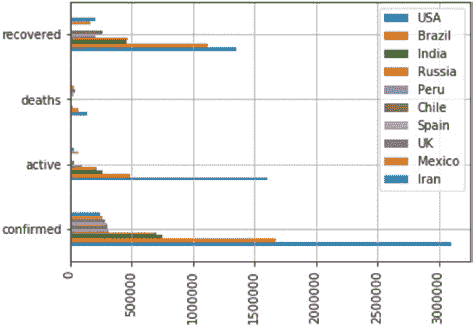 recovered
deaths
active
confirmed
0
500000
1000000
1500000
2000000
2500000
3000000
USA
Brazil
India
Russia
Peru
Chile
Spain
UK
Mexico
Iran